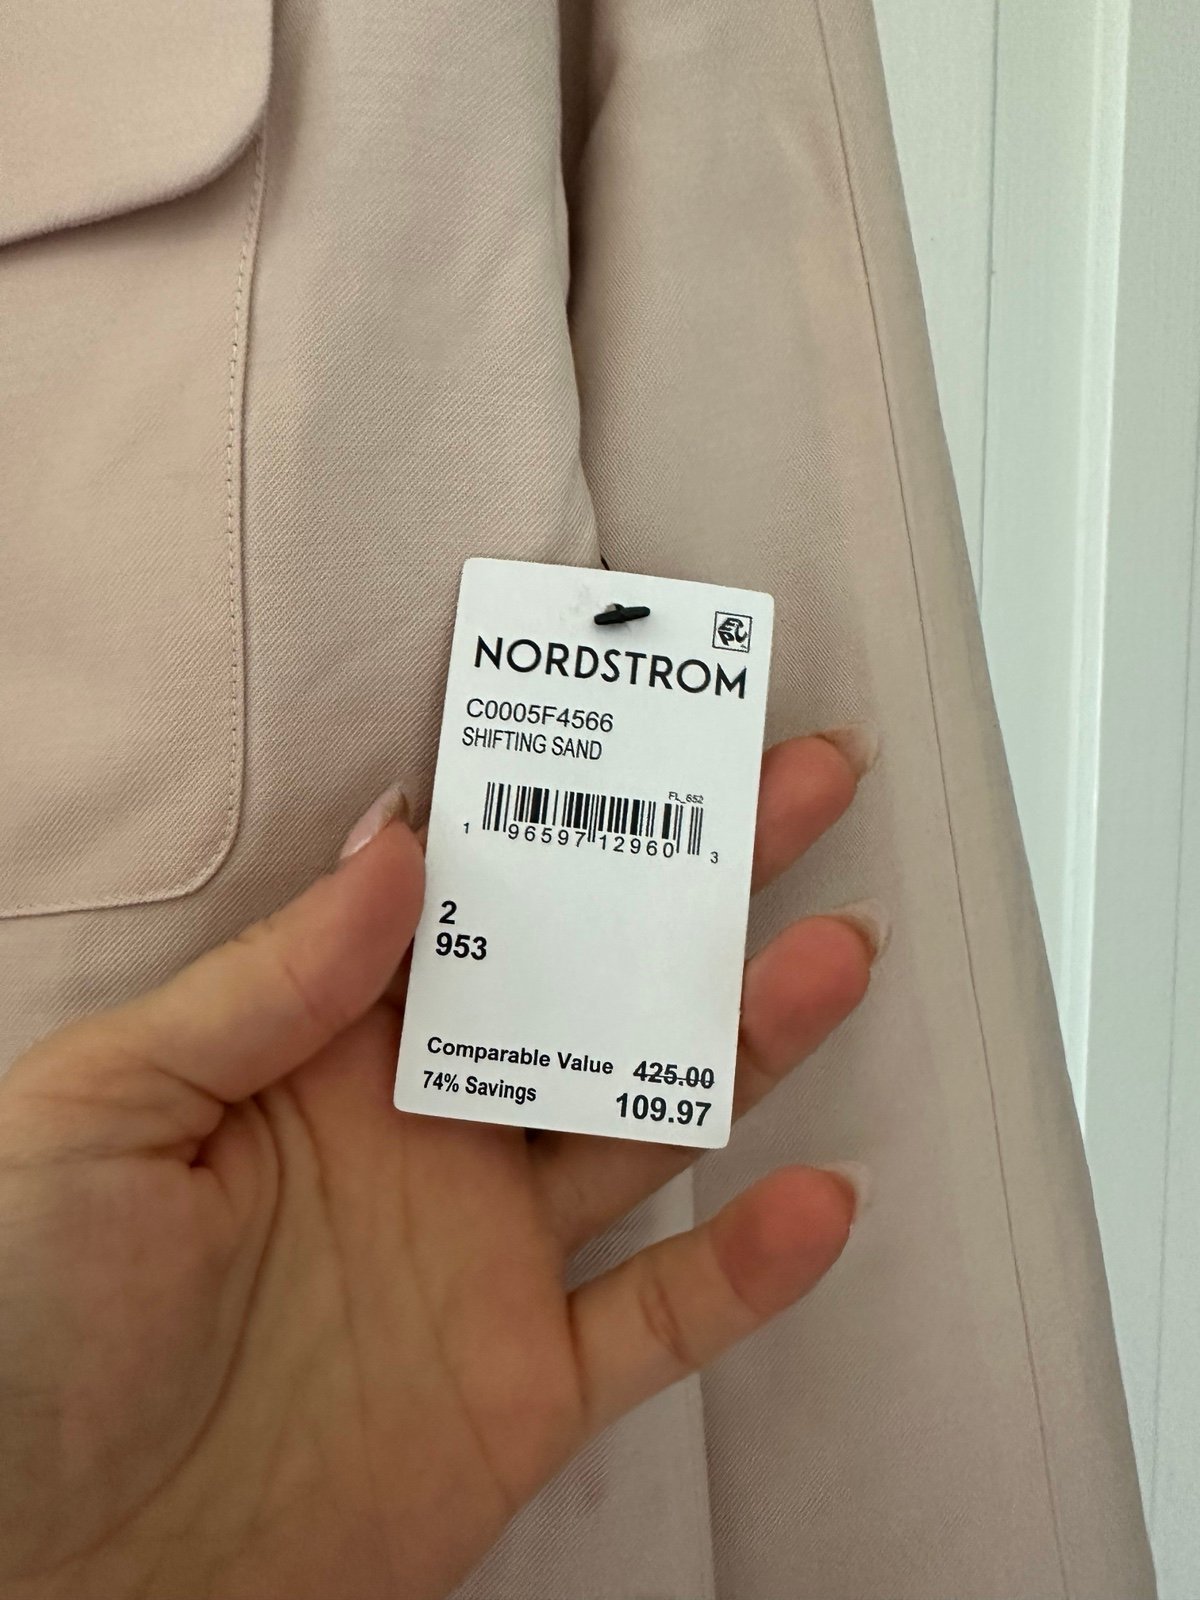 NORDSTROM
C0005F4566
SHIFTING SAND
FL_652
1 96597 12960 3
2
953
Comparable Value 425.00
74% Savings 109.97